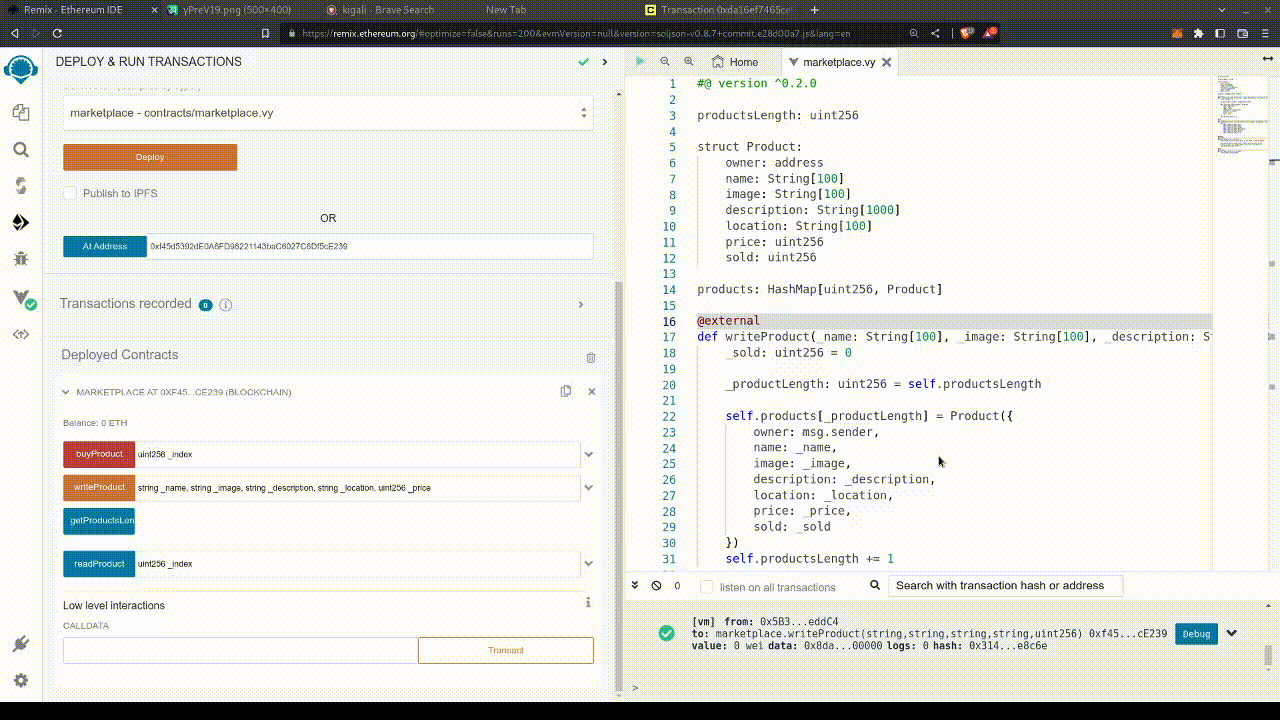 Remix - Ethereum IDE
yPreV19.png (500×400)
kigali - Brave Search
New Tab
Transaction 0xda16ef7465ce
https://remix.ethereum.org/#optimize=false&runs=200&evmVersion=null&version=soljson-v0.8.7+commit.e28d00a7.js&lang=en
DEPLOY & RUN TRANSACTIONS
marketplace - contracts/marketplace.vy
Deploy
Publish to IPFS
OR
At Address 0xf45d5392dE0A6FD96221143baC6027C6Df5cE239
Transactions recorded 0 i
Deployed Contracts
MARKETPLACE AT 0XF45...CE239 (BLOCKCHAIN)
Balance: 0 ETH
buyProduct uint256 _index
writeProduct string _name, string _image, string _description, string _location, uint256 _price
getProductsLen
readProduct uint256 _index
Low level interactions
CALLDATA
Transact
Home
marketplace.vy
1 #@ version ^0.2.0
2
3 productsLength: uint256
4
5 struct Product:
6 owner: address
7 name: String[100]
8 image: String[100]
9 description: String[1000]
10 location: String[100]
11 price: uint256
12 sold: uint256
13
14 products: HashMap[uint256, Product]
15
16 @external
17 def writeProduct(_name: String[100], _image: String[100], _description: S
18 _sold: uint256 = 0
19
20 _productLength: uint256 = self.productsLength
21
22 self.products[_productLength] = Product({
23 owner: msg.sender,
24 name: _name,
25 image: _image,
26 description: _description,
27 location: _location,
28 price: _price,
29 sold: _sold
30 })
31 self.productsLength += 1
0
listen on all transactions
Search with transaction hash or address
[vm] from: 0x5B3...eddC4
to: marketplace.writeProduct(string,string,string,string,uint256) 0xf45...cE239
value: 0 wei data: 0x8da...00000 logs: 0 hash: 0x314...e8c6e
Debug
>